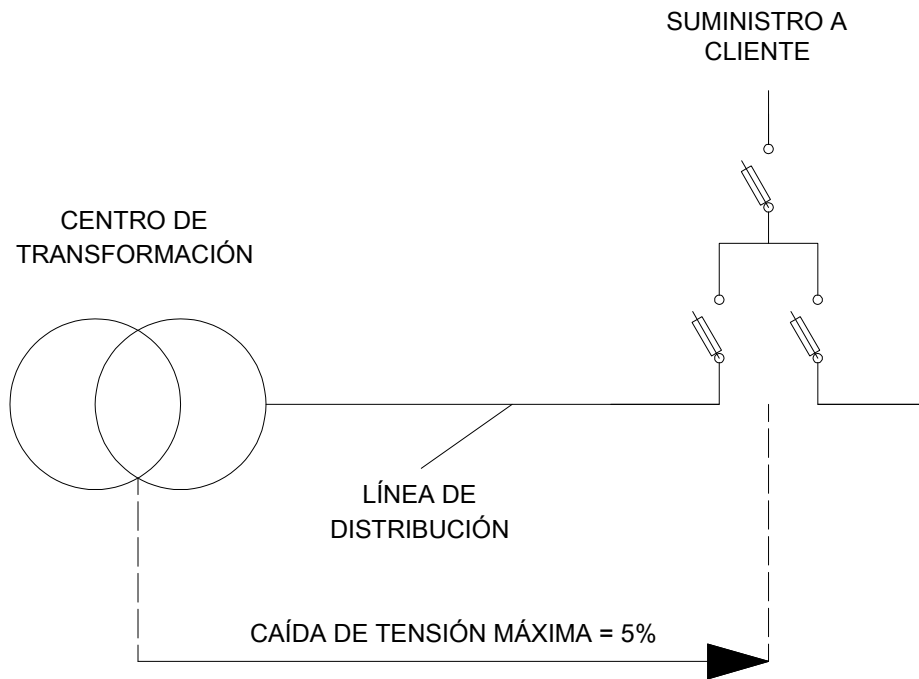 SUMINISTRO A
CLIENTE
CENTRO DE
TRANSFORMACIÓN
LÍNEA DE
DISTRIBUCIÓN
CAÍDA DE TENSIÓN MÁXIMA = 5%